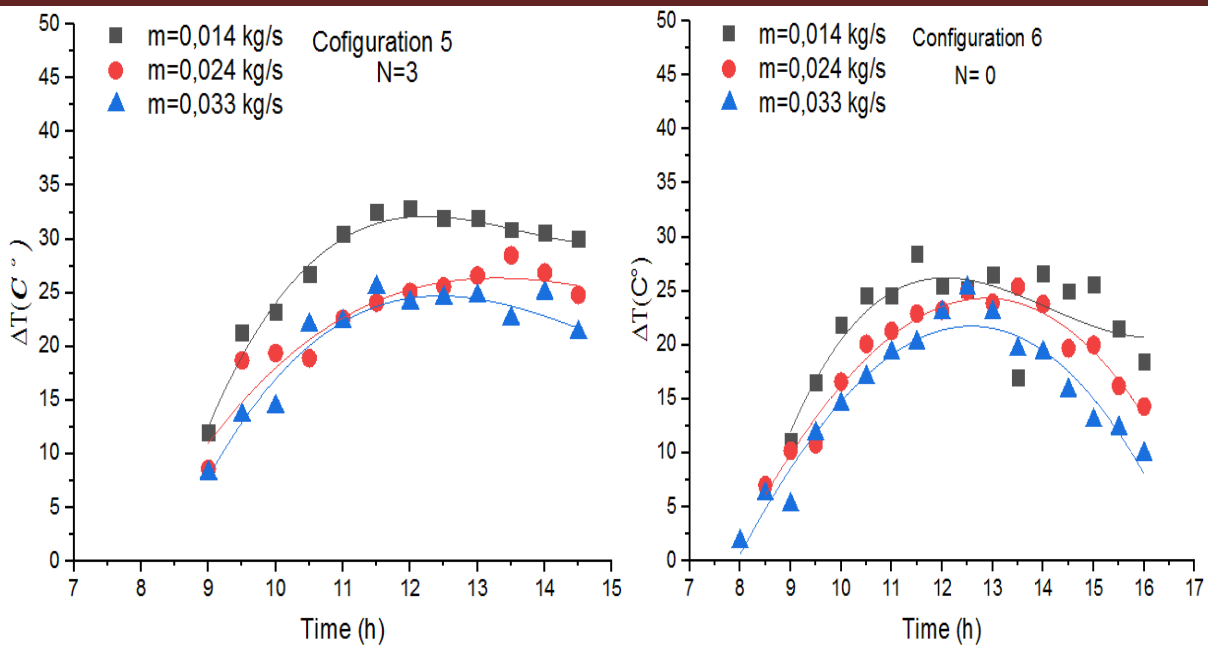 m=0,014 kg/s
m=0,024 kg/s
m=0,033 kg/s
Cofiguration 5
N=3
50
45
40
35
30
25
20
15
10
5
0
ΔT(C°)
7 8 9 10 11 12 13 14 15
Time (h)
m=0,014 kg/s
m=0,024 kg/s
m=0,033 kg/s
Configuration 6
N= 0
50
45
40
35
30
25
20
15
10
5
0
ΔT(C°)
7 8 9 10 11 12 13 14 15 16 17
Time (h)